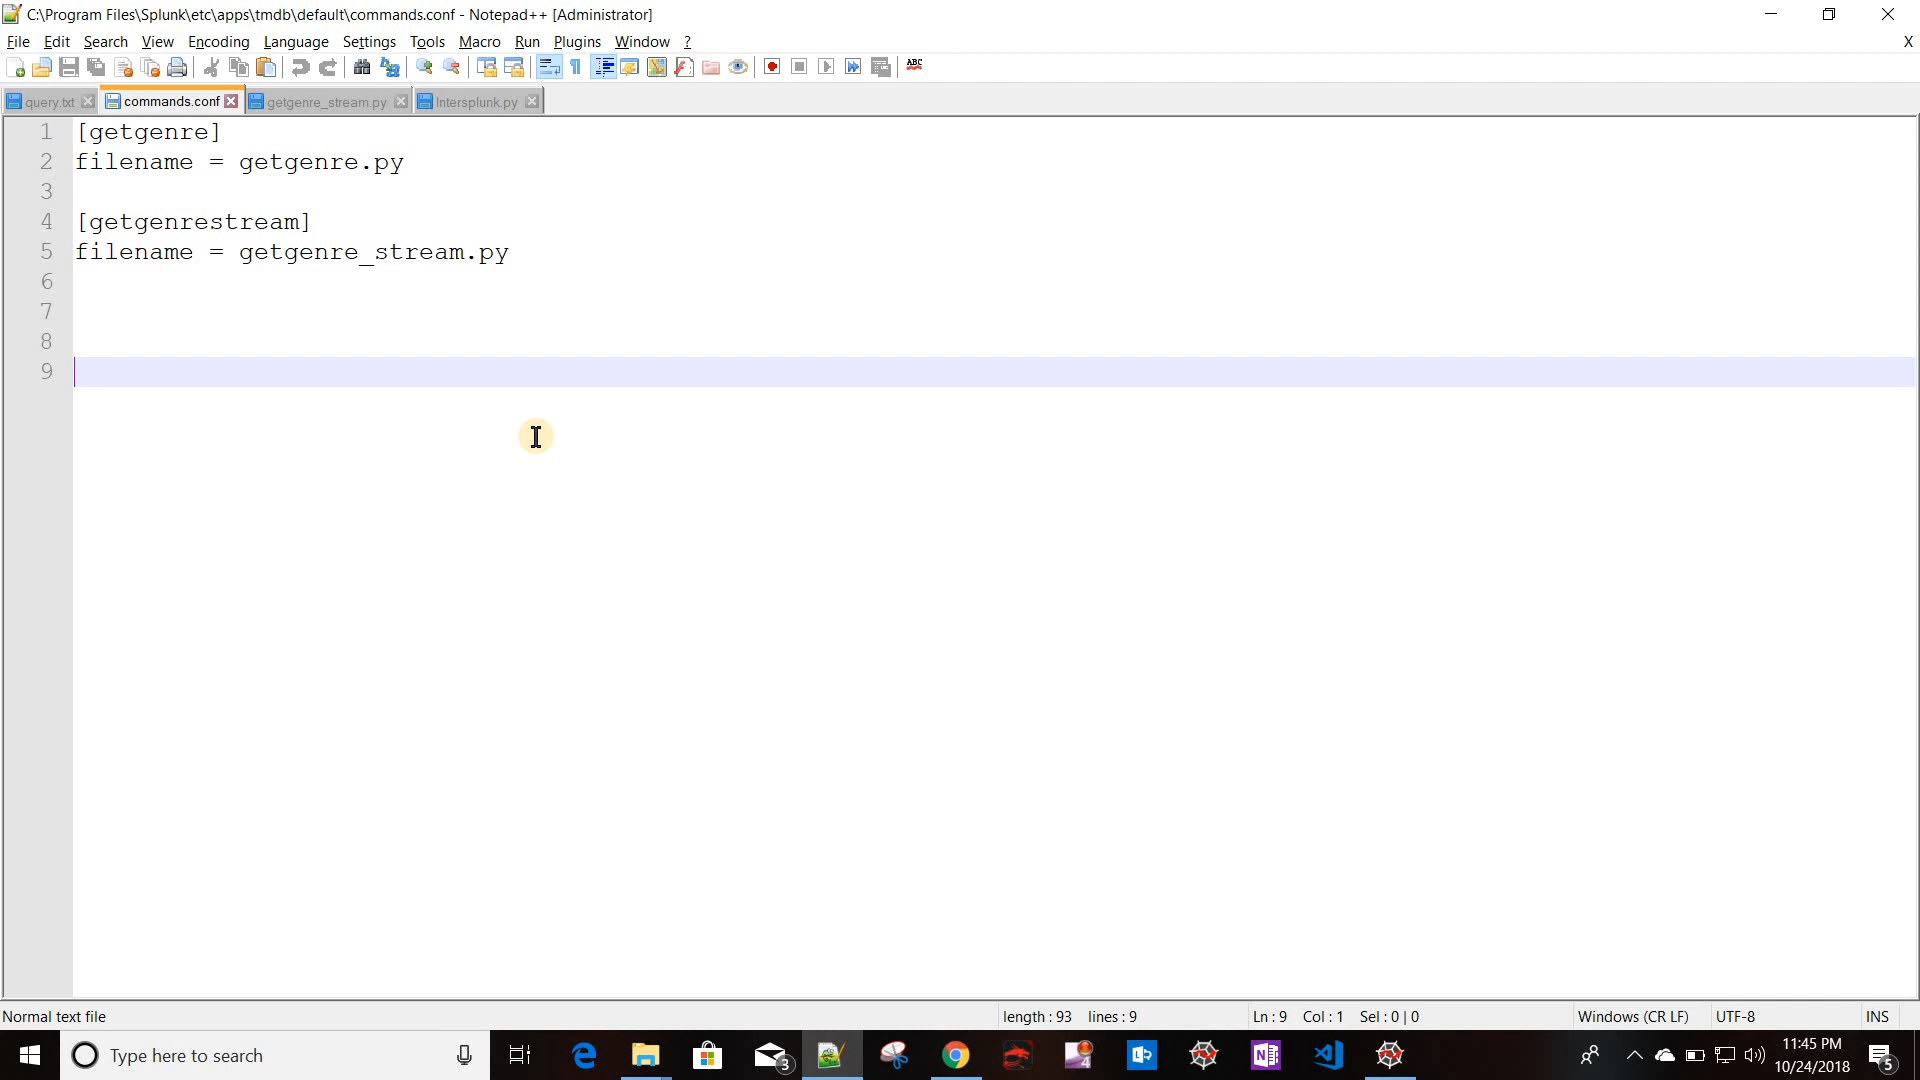 C:\Program Files\Splunk\etc\apps\tmdb\default\commands.conf - Notepad++ [Administrator]
File Edit Search View Encoding Language Settings Tools Macro Run Plugins Window ? X
ABC
query.txt commands.conf getgenre_stream.py Intersplunk.py
1 [getgenre]
2 filename = getgenre.py
3
4 [getgenrestream]
5 filename = getgenre_stream.py
6
7
8
9
Normal text file length : 93 lines : 9 Ln : 9 Col : 1 Sel : 0 | 0 Windows (CR LF) UTF-8 INS
Type here to search 3 4 N 11:45 PM
10/24/2018 5